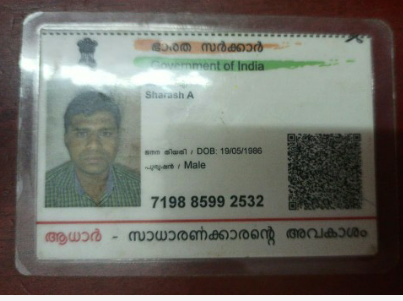 ഭാരത സർക്കാർ
Government of India
Sharash A
ജനന തിയതി / DOB: 19/05/1986
പുരുഷൻ / Male
7198 8599 2532
ആധാർ - സാധാരണക്കാരന്റെ അവകാശം